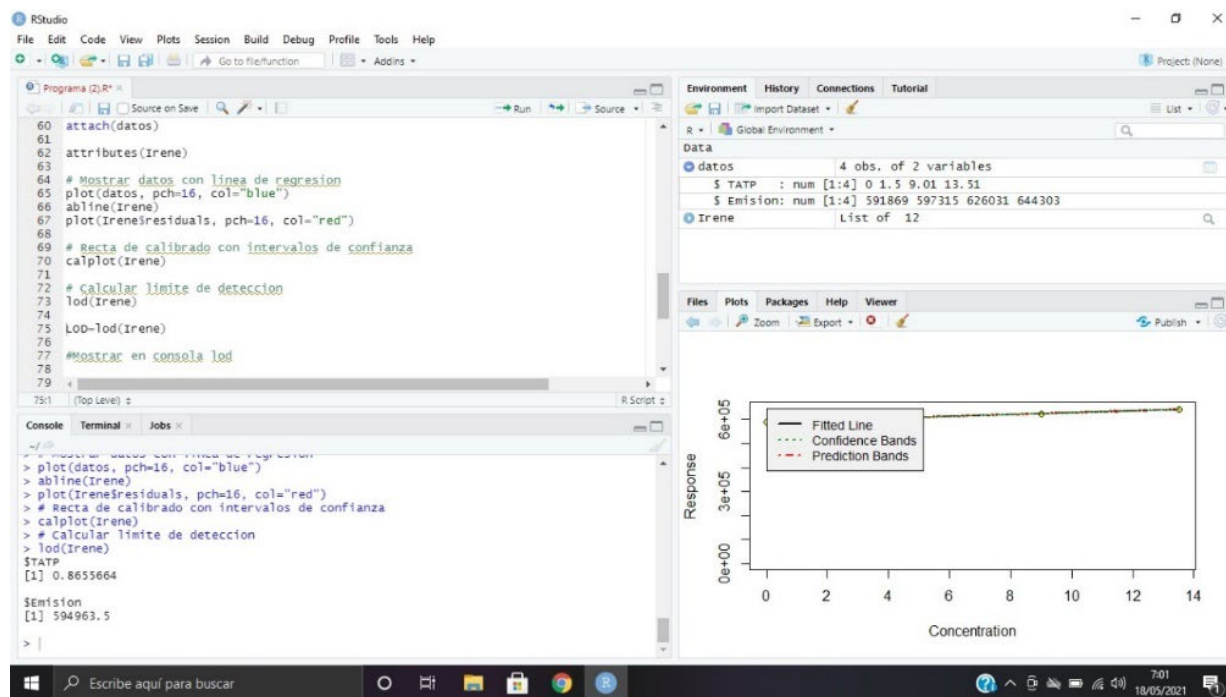 RStudio
File Edit Code View Plots Session Build Debug Profile Tools Help
Go to file/function Addins
Project: (None)
Programa (2).R*
Source on Save Run Source
60 attach(datos)
61
62 attributes(Irene)
63
64 # Mostrar datos con linea de regresion
65 plot(datos, pch=16, col="blue")
66 abline(Irene)
67 plot(Irene$residuals, pch=16, col="red")
68
69 # Recta de calibrado con intervalos de confianza
70 calplot(Irene)
71
72 # Calcular limite de deteccion
73 lod(Irene)
74
75 LOD=lod(Irene)
76
77 #Mostrar en consola lod
78
79
75:1 (Top Level) R Script
Console Terminal Jobs
~/
> # Mostrar datos con linea de regresion
> plot(datos, pch=16, col="blue")
> abline(Irene)
> plot(Irene$residuals, pch=16, col="red")
> # Recta de calibrado con intervalos de confianza
> calplot(Irene)
> # Calcular limite de deteccion
> lod(Irene)
$TATP
[1] 0.8655664
$Emision
[1] 594963.5
>
Environment History Connections Tutorial
Import Dataset List
R Global Environment
Data
datos 4 obs. of 2 variables
$ TATP : num [1:4] 0 1.5 9.01 13.51
$ Emision: num [1:4] 591869 597315 626031 644303
Irene List of 12
Files Plots Packages Help Viewer
Zoom Export Publish
Fitted Line
Confidence Bands
Prediction Bands
Response
6e+05
3e+05
0e+00
0 2 4 6 8 10 12 14
Concentration
Escribe aquí para buscar
7:01
18/05/2021